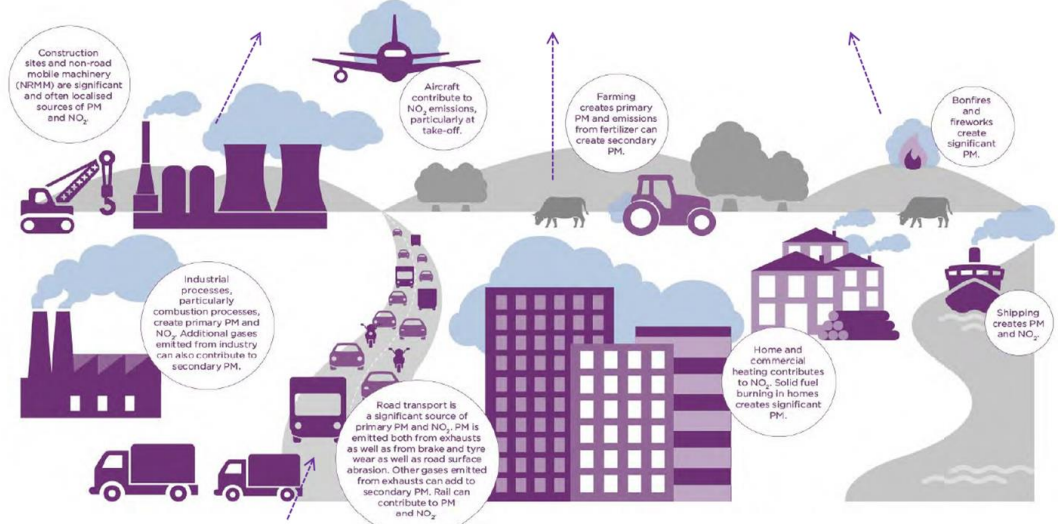 Construction
sites and non-road
mobile machinery
(NRMM) are significant
and often localised
sources of PM
and NO₂.
Aircraft
contribute to
NO₂ emissions,
particularly at
take-off.
Farming
creates primary
PM and emissions
from fertilizer can
create secondary
PM.
Bonfires
and
fireworks
create
significant
PM.
Industrial
processes,
particularly
combustion processes,
create primary PM and
NO₂. Additional gases
emitted from industry
can also contribute to
secondary PM.
Road transport is
a significant source of
primary PM and NO₂. PM is
emitted both from exhausts
as well as from brake and tyre
wear as well as road surface
abrasion. Other gases emitted
from exhausts can add to
secondary PM. Rail can
contribute to PM
and NO₂.
Home and
commercial
heating contributes
to NO₂. Solid fuel
burning in homes
creates significant
PM.
Shipping
creates PM
and NO₂.